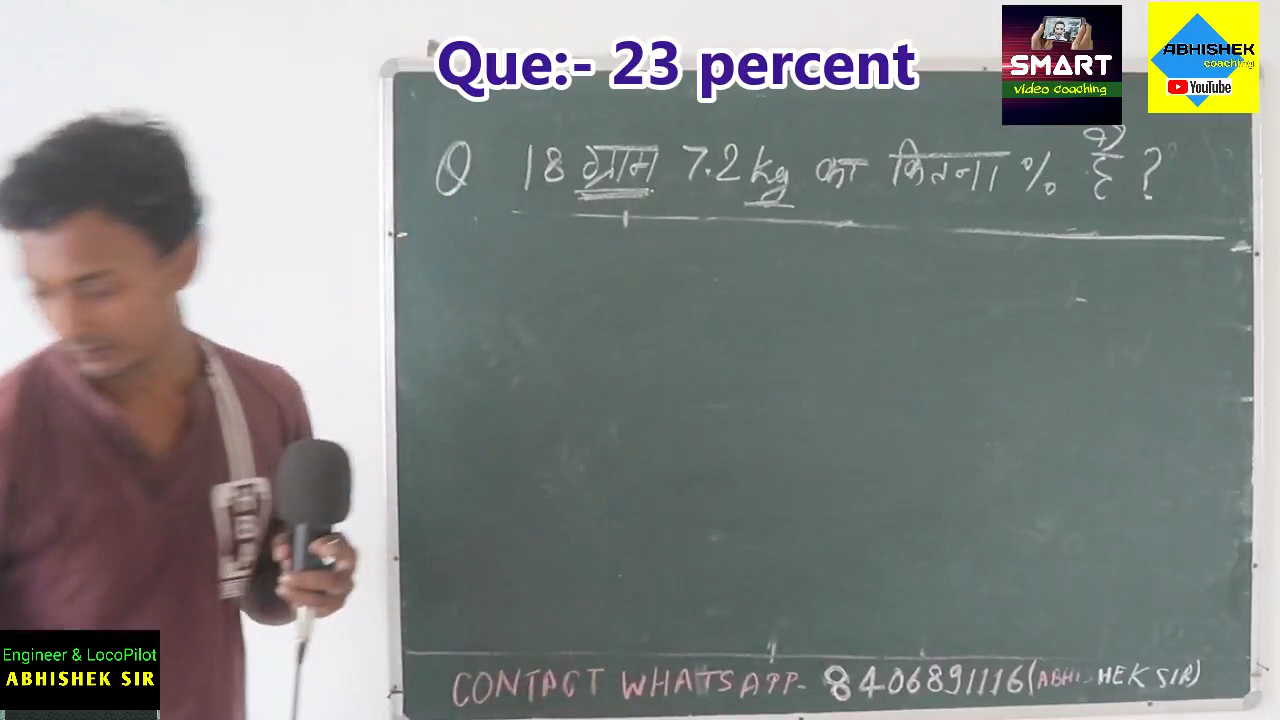 Que:- 23 percent
SMART
video coaching
ABHISHEK
coaching
YouTube
Q 18 ग्राम 7.2 kg का कितना % है ?
CONTACT WHATSAPP- 8406891116 (ABHI HEK SIR)
Engineer & LocoPilot
ABHISHEK SIR